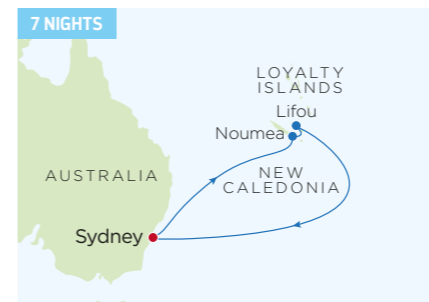 7 NIGHTS
LOYALTY
ISLANDS
Lifou
Noumea
NEW
CALEDONIA
AUSTRALIA
Sydney